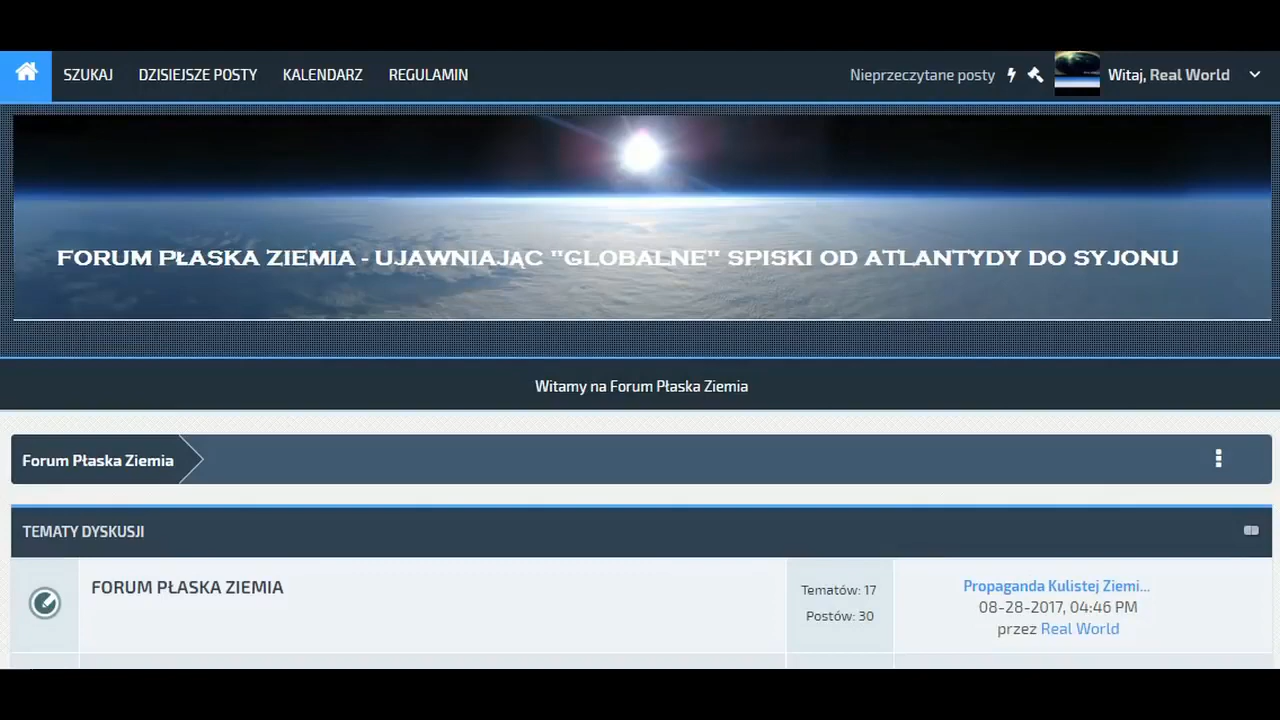 SZUKAJ DZISIEJSZE POSTY KALENDARZ REGULAMIN Nieprzeczytane posty Witaj, Real World
FORUM PŁASKA ZIEMIA - UJAWNIAJĄC "GLOBALNE" SPISKI OD ATLANTYDY DO SYJONU
Witamy na Forum Płaska Ziemia
Forum Płaska Ziemia
TEMATY DYSKUSJI
FORUM PŁASKA ZIEMIA
Tematów: 17
Postów: 30
Propaganda Kulistej Ziemi...
08-28-2017, 04:46 PM
przez Real World